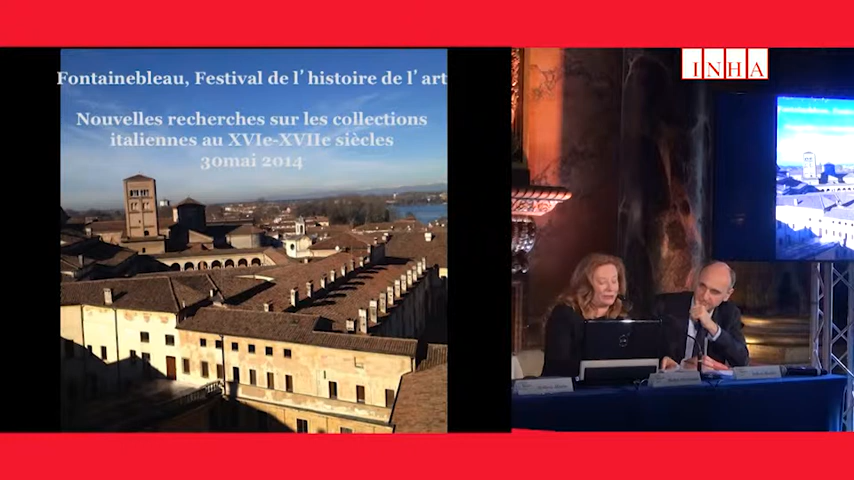 Fontainebleau, Festival de l'histoire de l'art
Nouvelles recherches sur les collections
italiennes au XVIe-XVIIe siècles
30mai 2014
INHA